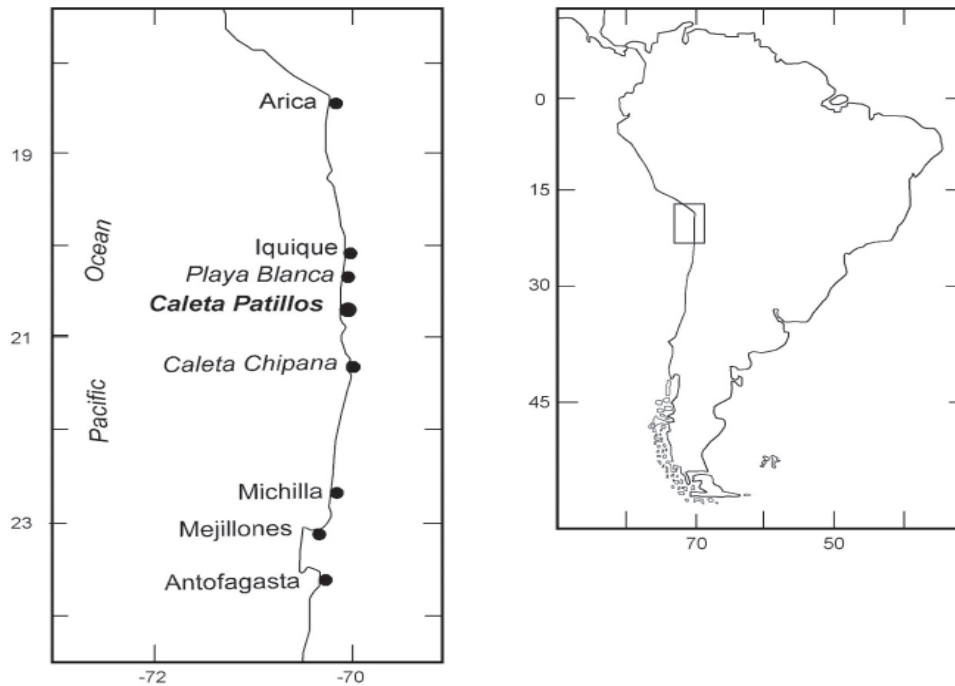 Arica
19
Ocean
Iquique
Playa Blanca
Caleta Patillos
21
Caleta Chipana
Pacific
Michilla
23
Mejillones
Antofagasta
-72
-70
0
15
30
45
70
50